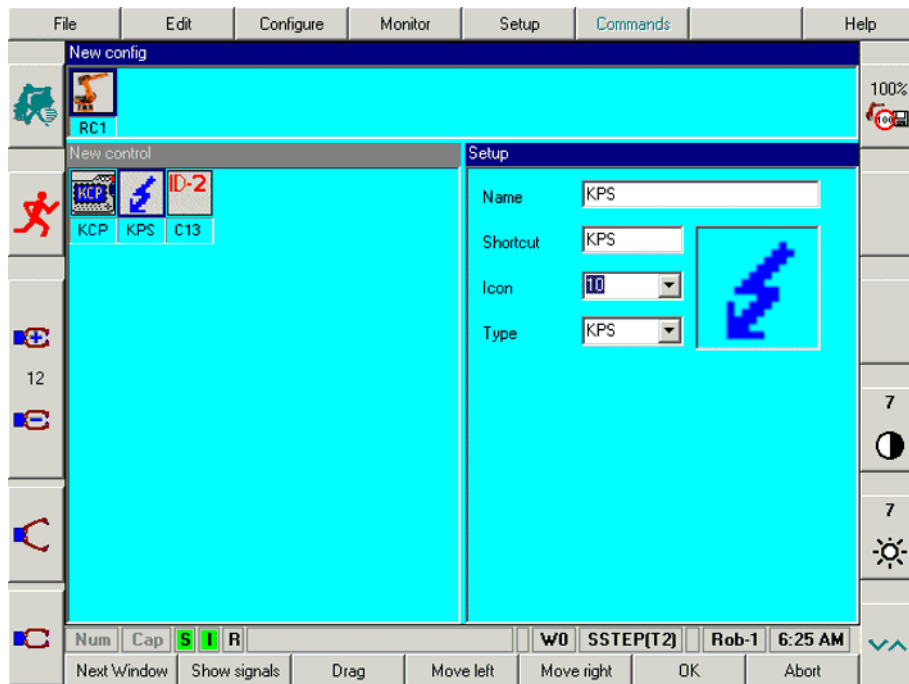 File Edit Configure Monitor Setup Commands Help
New config
RC1
100%
100
New control
Setup
KCP
ID-2
KCP KPS C13
Name KPS
Shortcut KPS
Icon 10
Type KPS
12
7
7
Num Cap S I R W0 SSTEP(T2) Rob-1 6:25 AM
Next Window Show signals Drag Move left Move right OK Abort